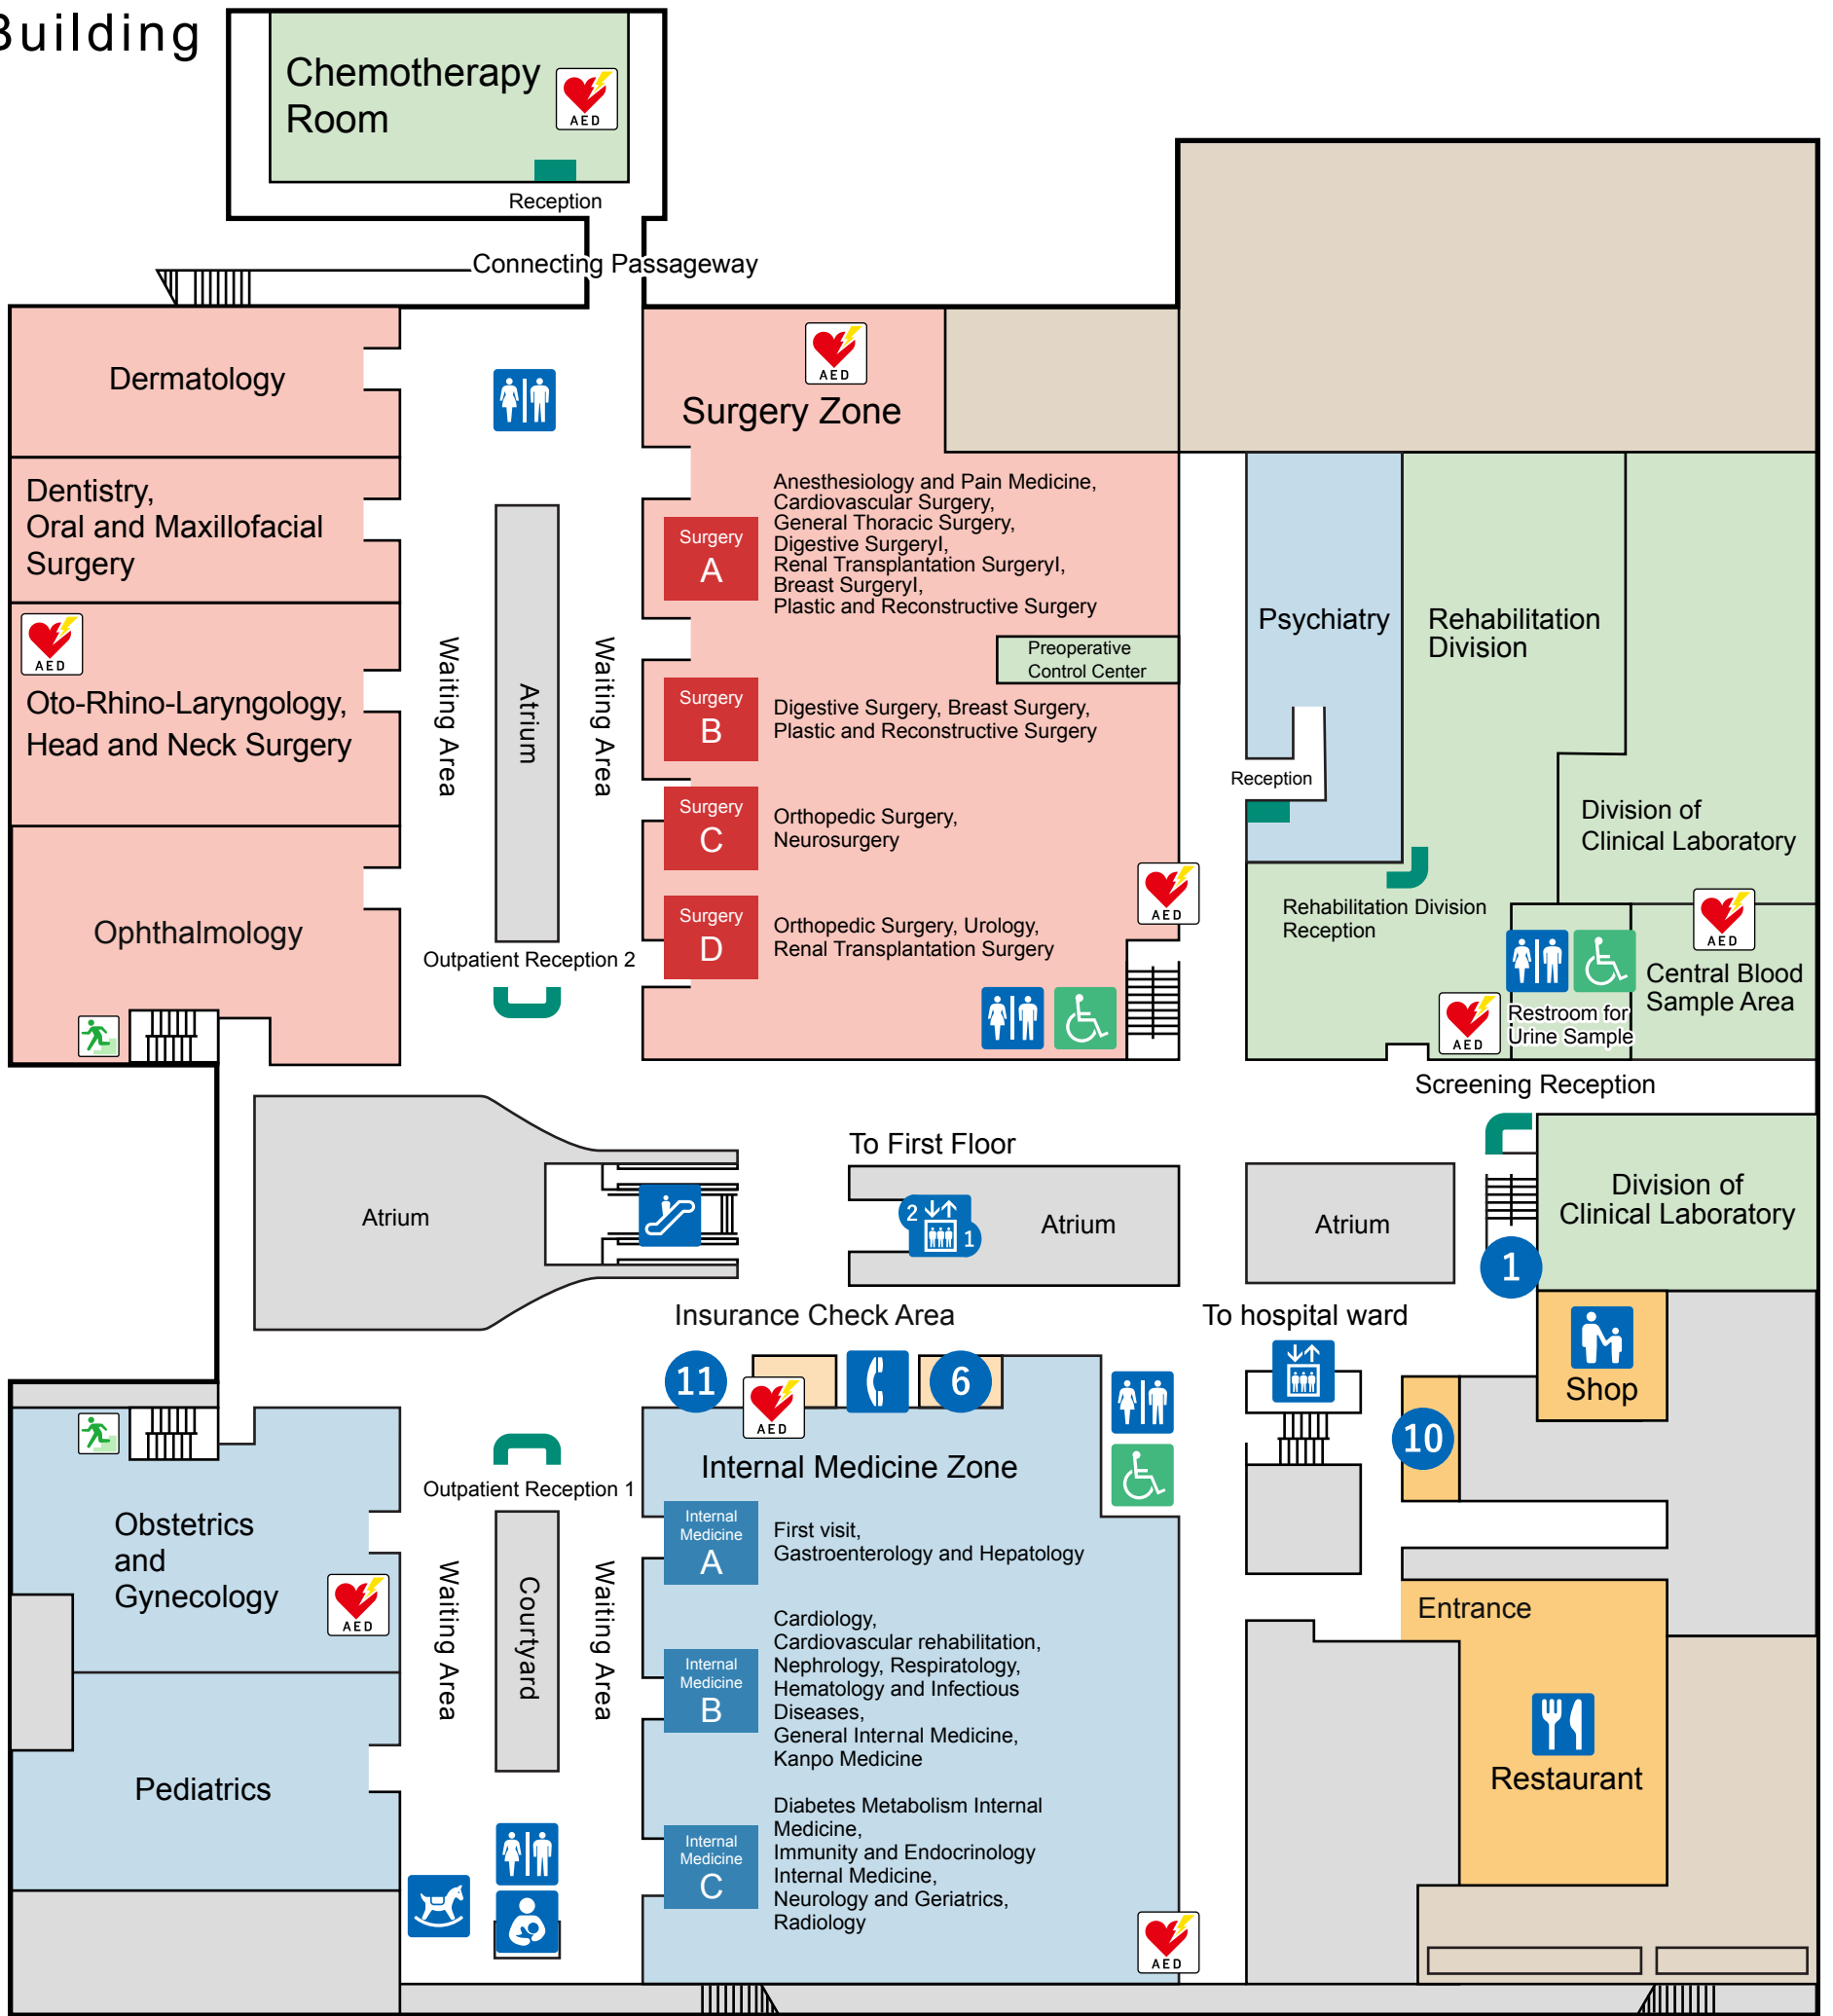 Building
Chemotherapy
Room
AED
Reception
Connecting Passageway
Dermatology
AED
Surgery Zone
Dentistry,
Oral and Maxillofacial
Surgery
Surgery
A
Anesthesiology and Pain Medicine,
Cardiovascular Surgery,
General Thoracic Surgery,
Digestive SurgeryI,
Renal Transplantation SurgeryI,
Breast SurgeryI,
Plastic and Reconstructive Surgery
Psychiatry
Rehabilitation
Division
AED
Oto-Rhino-Laryngology,
Head and Neck Surgery
Waiting Area
Atrium
Waiting Area
Preoperative
Control Center
Surgery
B
Digestive Surgery, Breast Surgery,
Plastic and Reconstructive Surgery
Reception
Surgery
C
Orthopedic Surgery,
Neurosurgery
Division of
Clinical Laboratory
AED
Rehabilitation Division
Reception
AED
Ophthalmology
Surgery
D
Orthopedic Surgery, Urology,
Renal Transplantation Surgery
Outpatient Reception 2
Central Blood
Sample Area
AED
Restroom for
Urine Sample
Screening Reception
To First Floor
Atrium
2
1
Atrium
Atrium
Division of
Clinical Laboratory
1
Insurance Check Area
To hospital ward
11
AED
6
Shop
10
Internal Medicine Zone
Outpatient Reception 1
Obstetrics
and
Gynecology
AED
Internal
Medicine
A
First visit,
Gastroenterology and Hepatology
Waiting Area
Courtyard
Waiting Area
Entrance
Internal
Medicine
B
Cardiology,
Cardiovascular rehabilitation,
Nephrology, Respiratology,
Hematology and Infectious
Diseases,
General Internal Medicine,
Kanpo Medicine
Pediatrics
Restaurant
Internal
Medicine
C
Diabetes Metabolism Internal
Medicine,
Immunity and Endocrinology
Internal Medicine,
Neurology and Geriatrics,
Radiology
AED